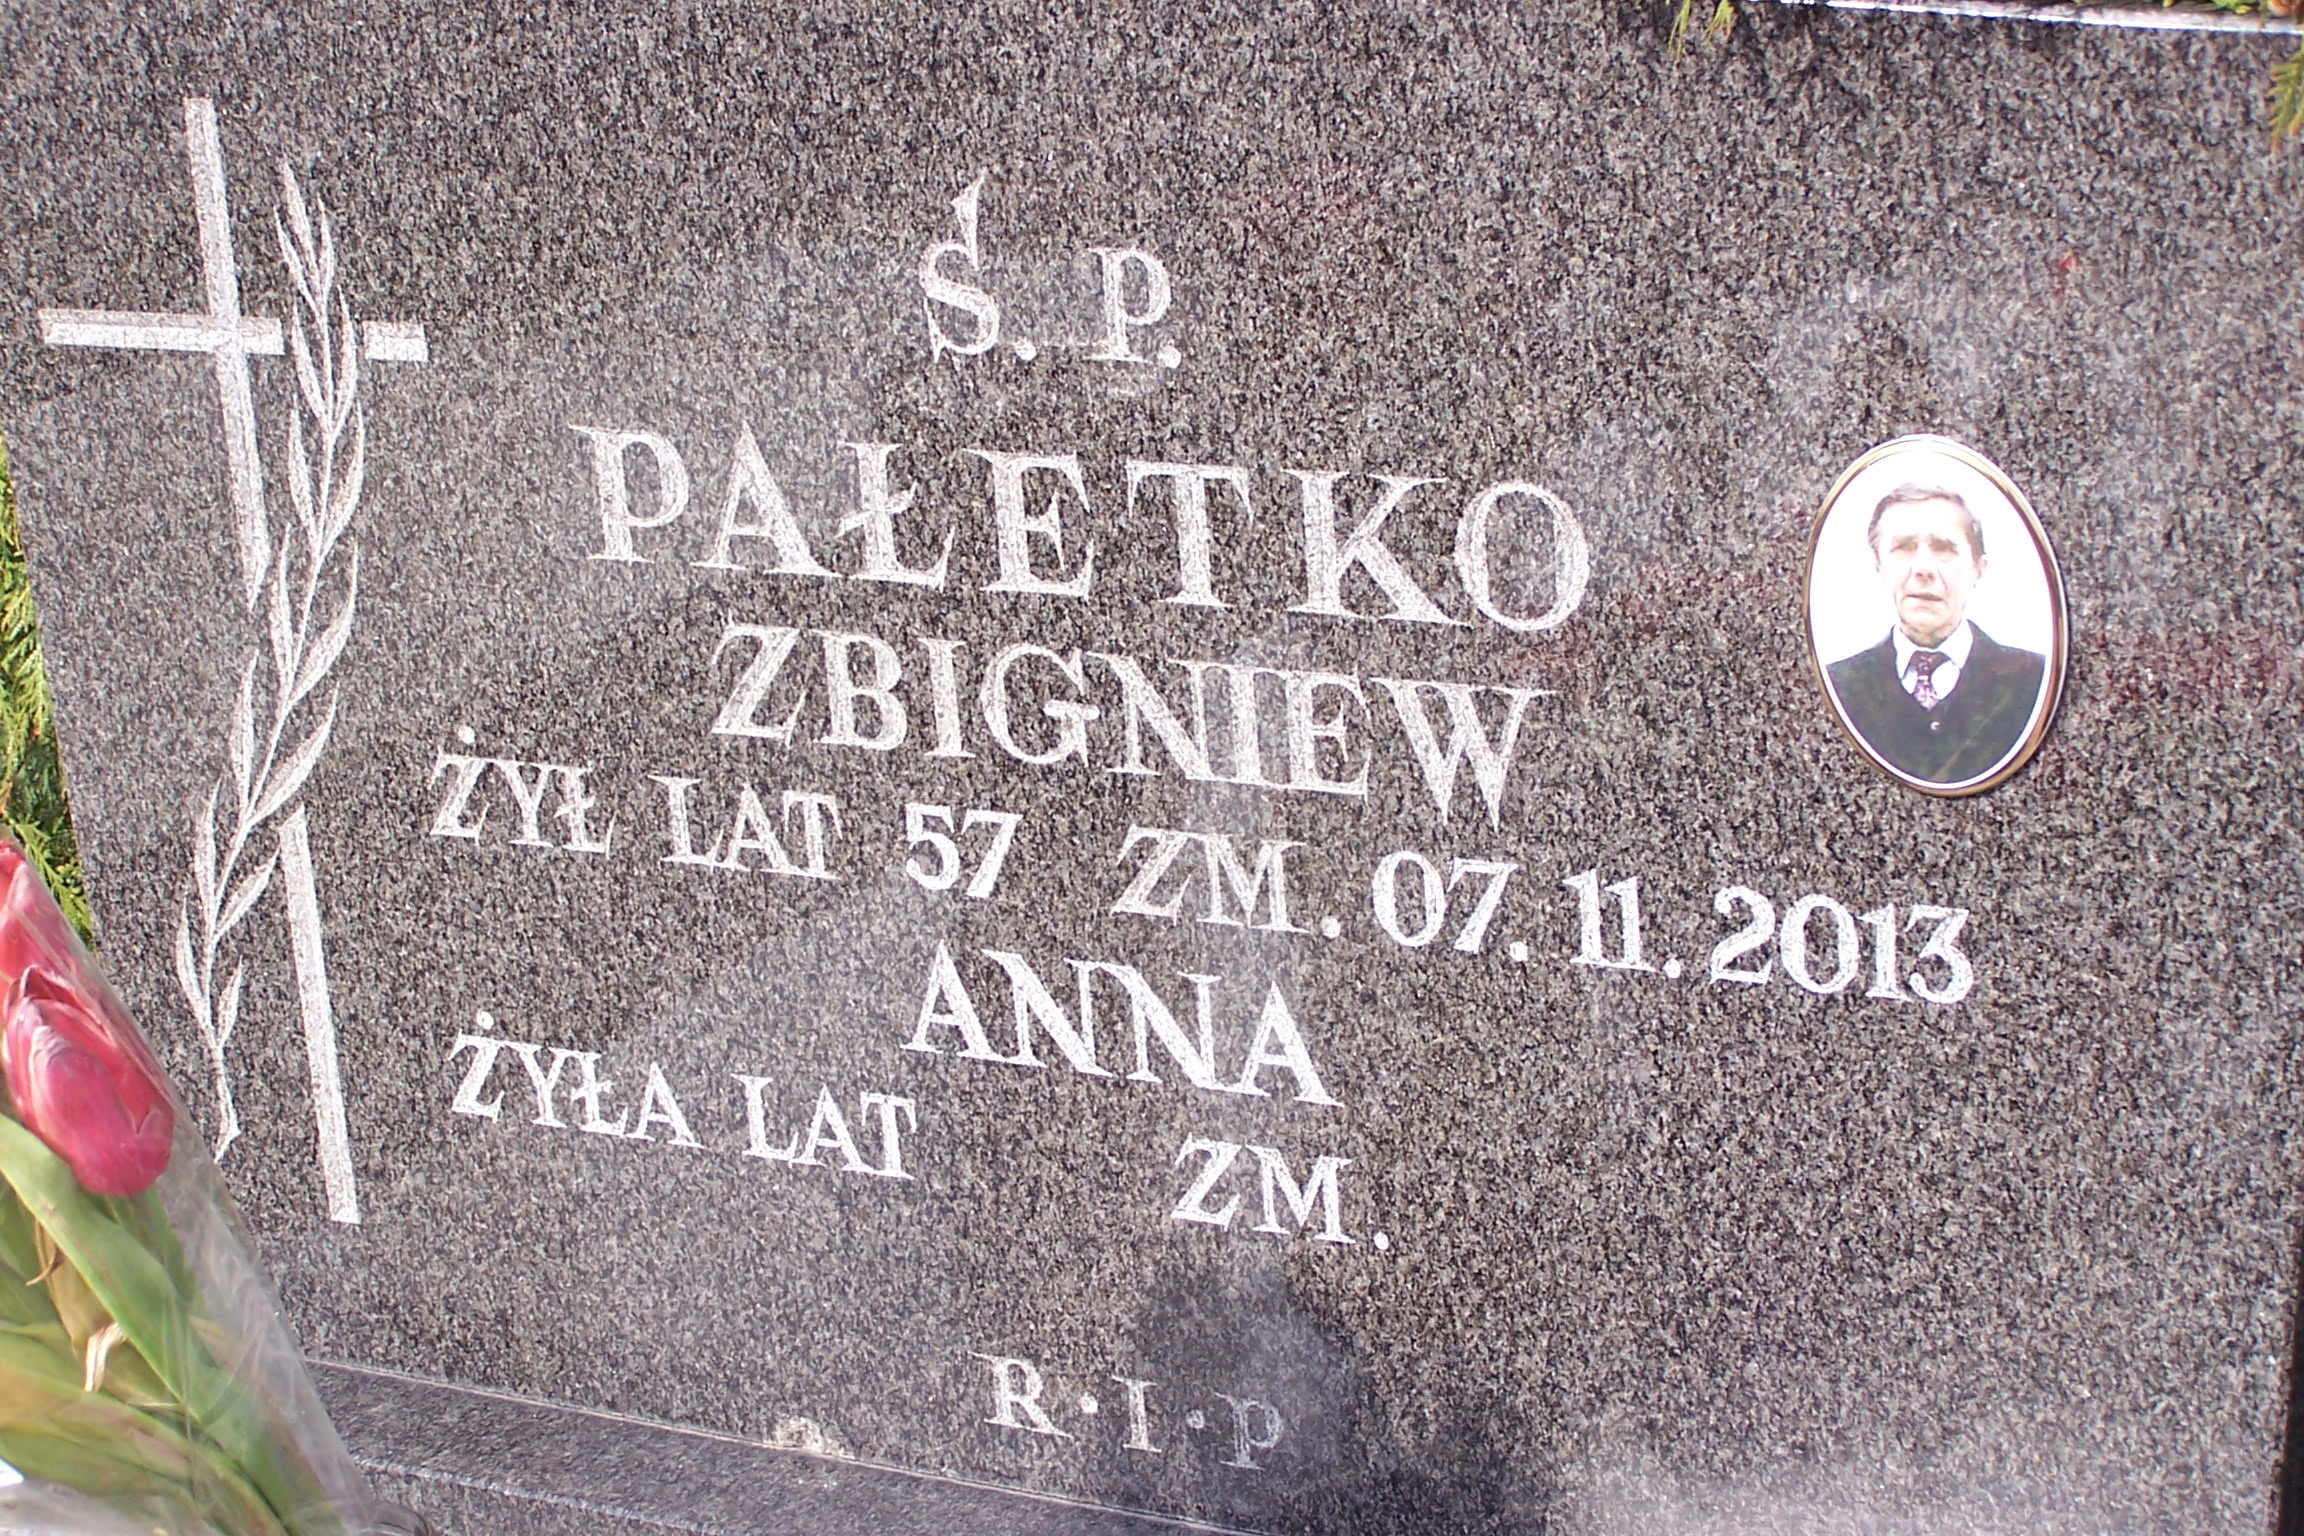 Ś. P.
PAŁETKO
ZBIGNIEW
ŻYŁ LAT 57 ZM. 07. 11. 2013
ANNA
ŻYŁA LAT ZM.
R·I·P